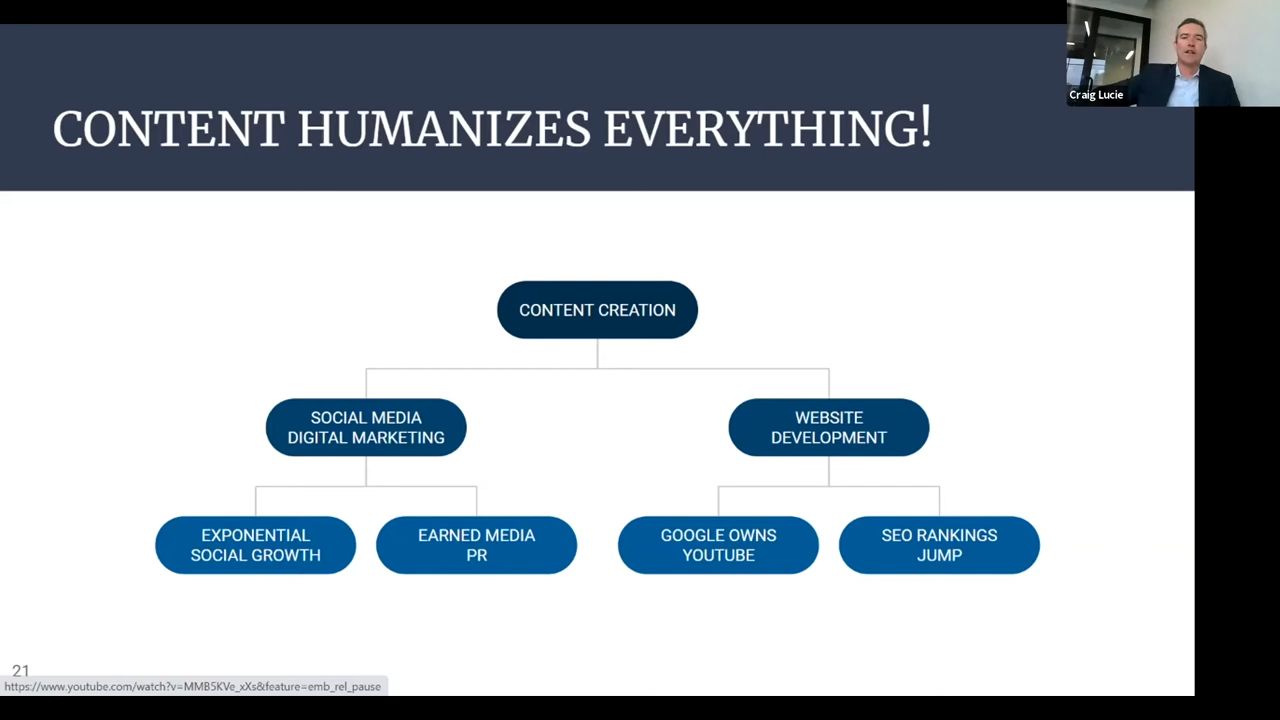 Craig Lucie
CONTENT HUMANIZES EVERYTHING!
CONTENT CREATION
SOCIAL MEDIA
DIGITAL MARKETING
WEBSITE
DEVELOPMENT
EXPONENTIAL
SOCIAL GROWTH
EARNED MEDIA
PR
GOOGLE OWNS
YOUTUBE
SEO RANKINGS
JUMP
21
https://www.youtube.com/watch?v=MMB5KVe_xXs&feature=emb_rel_pause